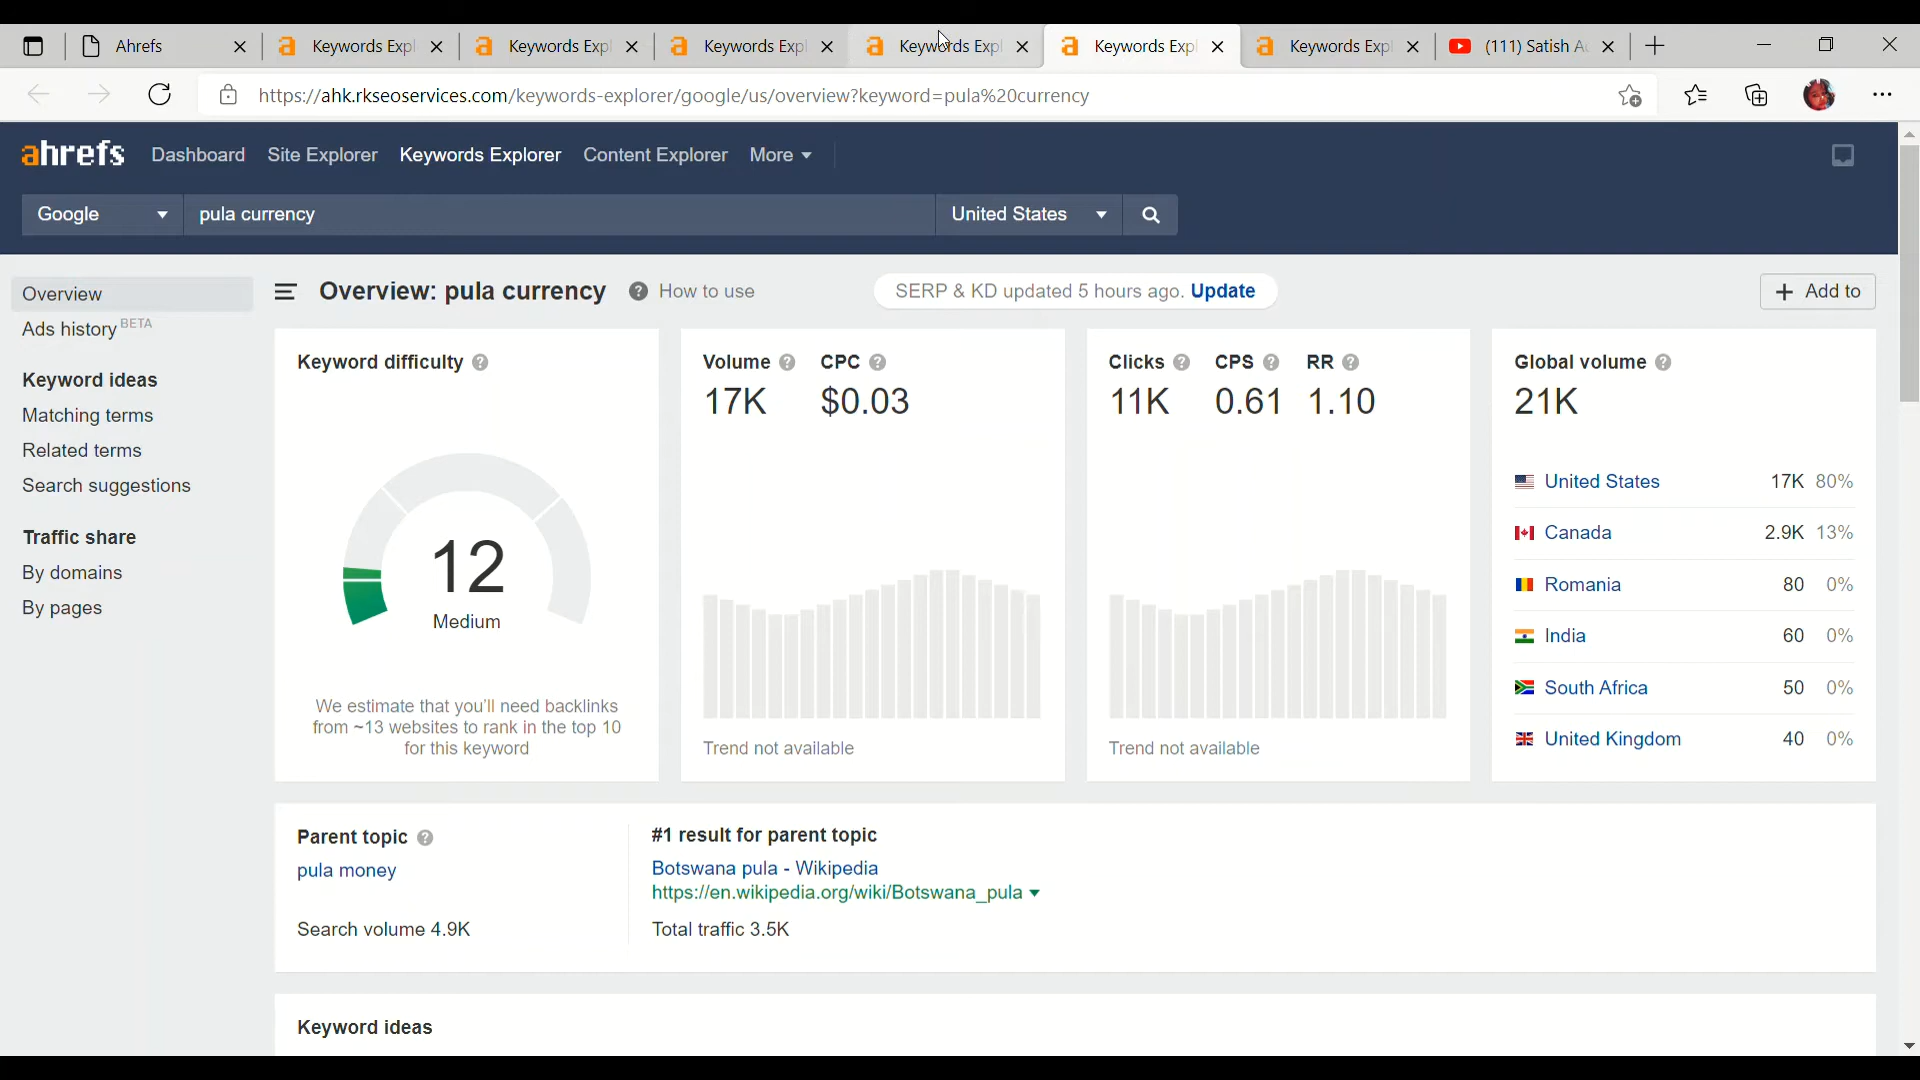 Ahrefs
Keywords Expl
Keywords Exp
Keywords Expl
Keywords Expl
Keywords Expl
Keywords Expl
(111) Satish Au
https://ahk.rkseoservices.com/keywords-explorer/google/us/overview?keyword=pula%20currency
ahrefs Dashboard Site Explorer Keywords Explorer Content Explorer More
Google pula currency United States
Overview
Ads history BETA
Keyword ideas
Matching terms
Related terms
Search suggestions
Traffic share
By domains
By pages
Overview: pula currency ? How to use
SERP & KD updated 5 hours ago. Update
+ Add to
Keyword difficulty ?
12
Medium
We estimate that you'll need backlinks
from ~13 websites to rank in the top 10
for this keyword
Volume ? CPC ?
17K $0.03
Trend not available
Clicks ? CPS ? RR ?
11K 0.61 1.10
Trend not available
Global volume ?
21K
United States 17K 80%
Canada 2.9K 13%
Romania 80 0%
India 60 0%
South Africa 50 0%
United Kingdom 40 0%
Parent topic ?
pula money
Search volume 4.9K
#1 result for parent topic
Botswana pula - Wikipedia
https://en.wikipedia.org/wiki/Botswana_pula
Total traffic 3.5K
Keyword ideas